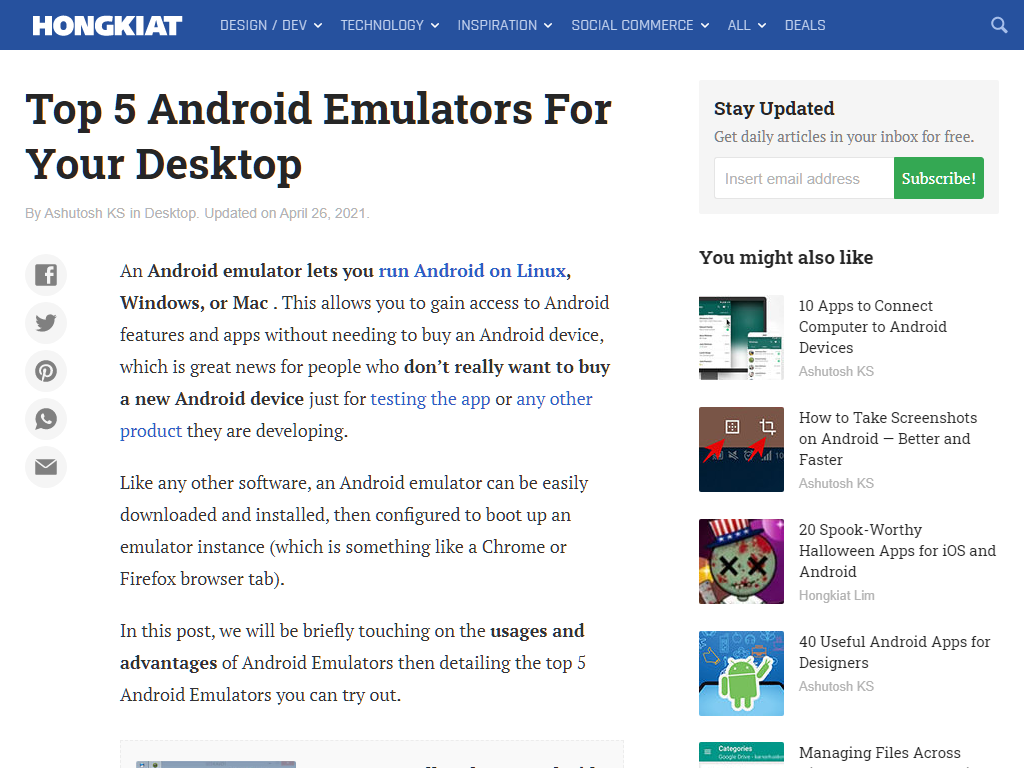 HONGKIAT
DESIGN / DEV
TECHNOLOGY
INSPIRATION
SOCIAL COMMERCE
ALL
DEALS
Top 5 Android Emulators For
Your Desktop
By Ashutosh KS in Desktop. Updated on April 26, 2021.
An Android emulator lets you run Android on Linux,
Windows, or Mac . This allows you to gain access to Android
features and apps without needing to buy an Android device,
which is great news for people who don’t really want to buy
a new Android device just for testing the app or any other
product they are developing.
Like any other software, an Android emulator can be easily
downloaded and installed, then configured to boot up an
emulator instance (which is something like a Chrome or
Firefox browser tab).
In this post, we will be briefly touching on the usages and
advantages of Android Emulators then detailing the top 5
Android Emulators you can try out.
Stay Updated
Get daily articles in your inbox for free.
Insert email address
Subscribe!
You might also like
10 Apps to Connect
Computer to Android
Devices
Ashutosh KS
How to Take Screenshots
on Android — Better and
Faster
Ashutosh KS
20 Spook-Worthy
Halloween Apps for iOS and
Android
Hongkiat Lim
40 Useful Android Apps for
Designers
Ashutosh KS
Categories
Managing Files Across